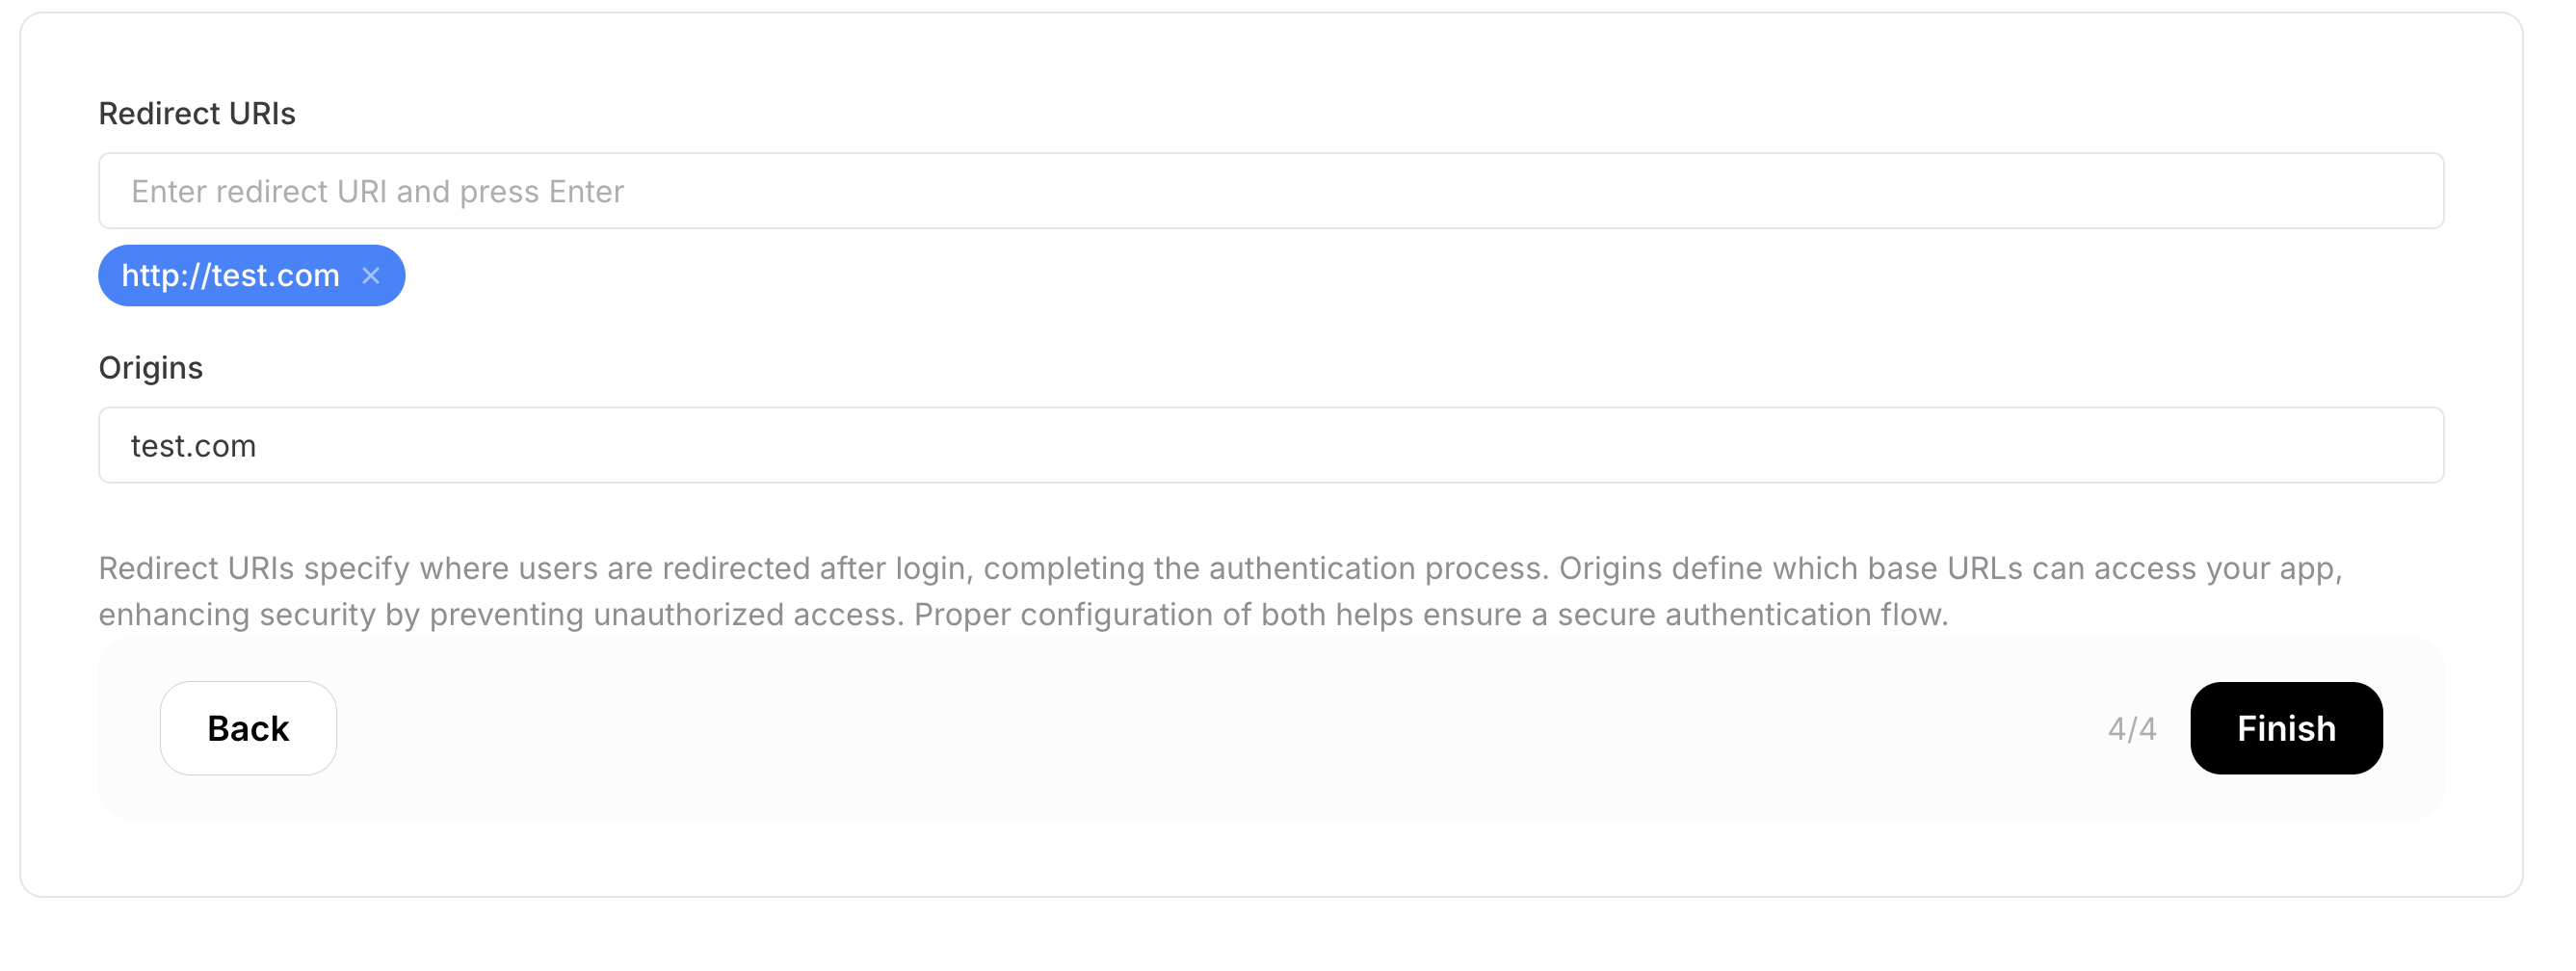 Redirect URIs
Enter redirect URI and press Enter
http://test.com ×
Origins
test.com
Redirect URIs specify where users are redirected after login, completing the authentication process. Origins define which base URLs can access your app,
enhancing security by preventing unauthorized access. Proper configuration of both helps ensure a secure authentication flow.
Back
4/4
Finish